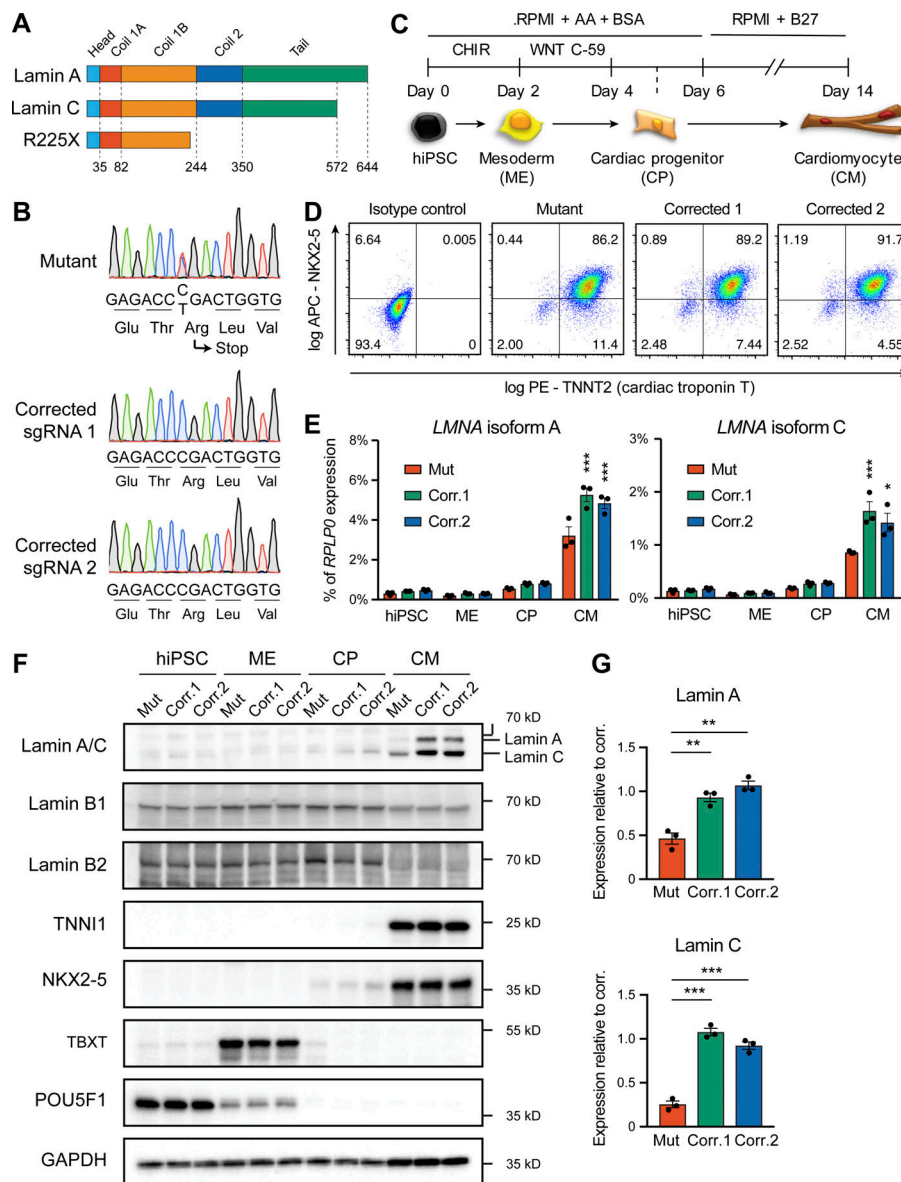 A
Head
Coil 1A
Coil 1B
Coil 2
Tail
Lamin A
Lamin C
R225X
35 82 244 350 572 644
B
Mutant
GAGACC C/T GACTGGTG
Glu Thr Arg Leu Val
Stop
Corrected
sgRNA 1
GAGACCCGACTGGTG
Glu Thr Arg Leu Val
Corrected
sgRNA 2
GAGACCCGACTGGTG
Glu Thr Arg Leu Val
C
.RPMI + AA + BSA RPMI + B27
CHIR WNT C-59
Day 0 Day 2 Day 4 Day 6 Day 14
hiPSC Mesoderm Cardiac progenitor Cardiomyocyte
(ME) (CP) (CM)
D
Isotype control Mutant Corrected 1 Corrected 2
6.64 0.005 0.44 86.2 0.89 89.2 1.19 91.7
93.4 0 2.00 11.4 2.48 7.44 2.52 4.55
log APC - NKX2-5
log PE - TNNT2 (cardiac troponin T)
E
LMNA isoform A
% of RPLP0 expression
8%
6%
4%
2%
0%
Mut
Corr.1
Corr.2
***
***
hiPSC ME CP CM
LMNA isoform C
3%
2%
1%
0%
Mut
Corr.1
Corr.2
***
*
hiPSC ME CP CM
F
hiPSC ME CP CM
Mut Corr.1 Corr.2 Mut Corr.1 Corr.2 Mut Corr.1 Corr.2 Mut Corr.1 Corr.2
Lamin A/C 70 kD
Lamin A
Lamin C
Lamin B1 70 kD
Lamin B2 70 kD
TNNI1 25 kD
NKX2-5 35 kD
TBXT 55 kD
POU5F1 35 kD
GAPDH 35 kD
G
Lamin A
Expression relative to corr.
1.5
1.0
0.5
0
**
**
Mut Corr.1 Corr.2
Lamin C
Expression relative to corr.
1.5
1.0
0.5
0
***
***
Mut Corr.1 Corr.2